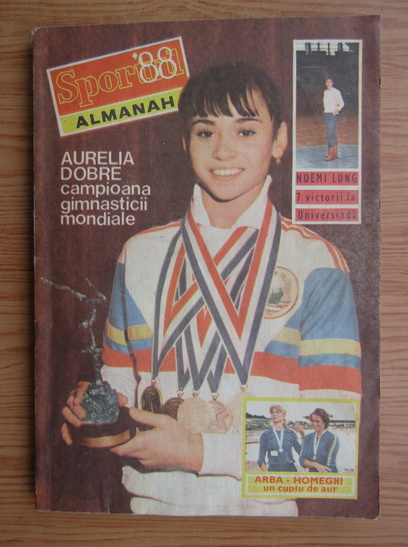 Sportul '88
ALMANAH
AURELIA
DOBRE
campioana
gimnasticii
mondiale
NOEMI LUNG
7 victorii la
Universiadă
ARBA - HOMEGHI
un cuplu de aur